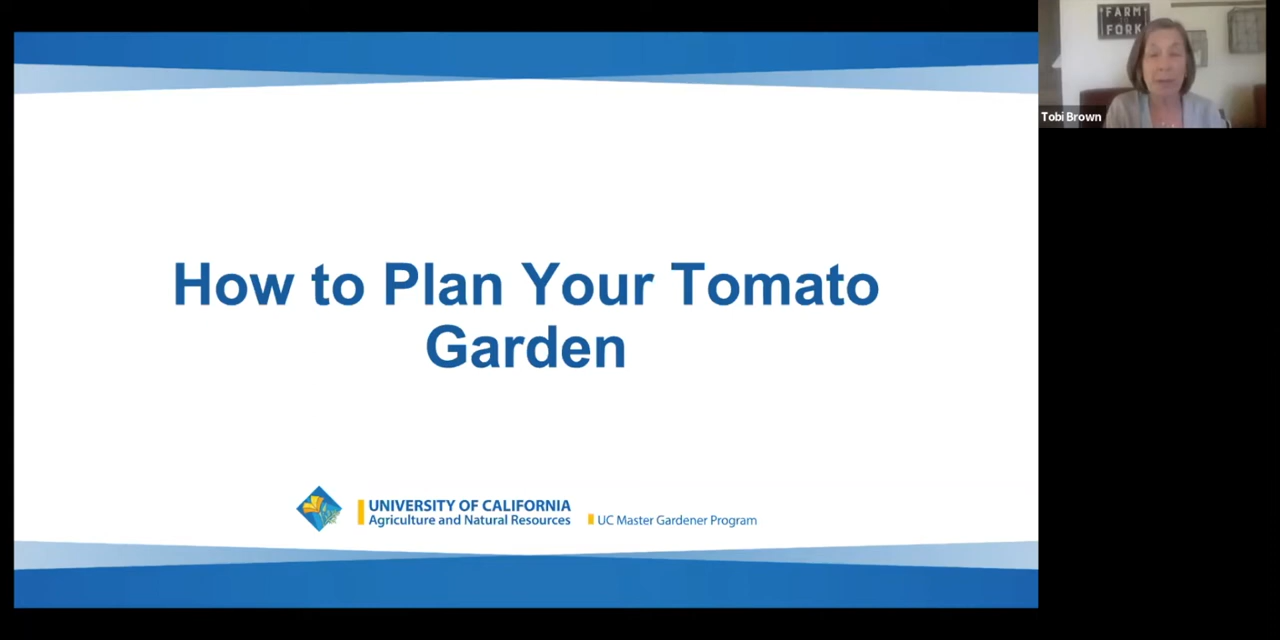 How to Plan Your Tomato
Garden
UNIVERSITY OF CALIFORNIA
Agriculture and Natural Resources
UC Master Gardener Program
FARM
TO
FORK
Tobi Brown